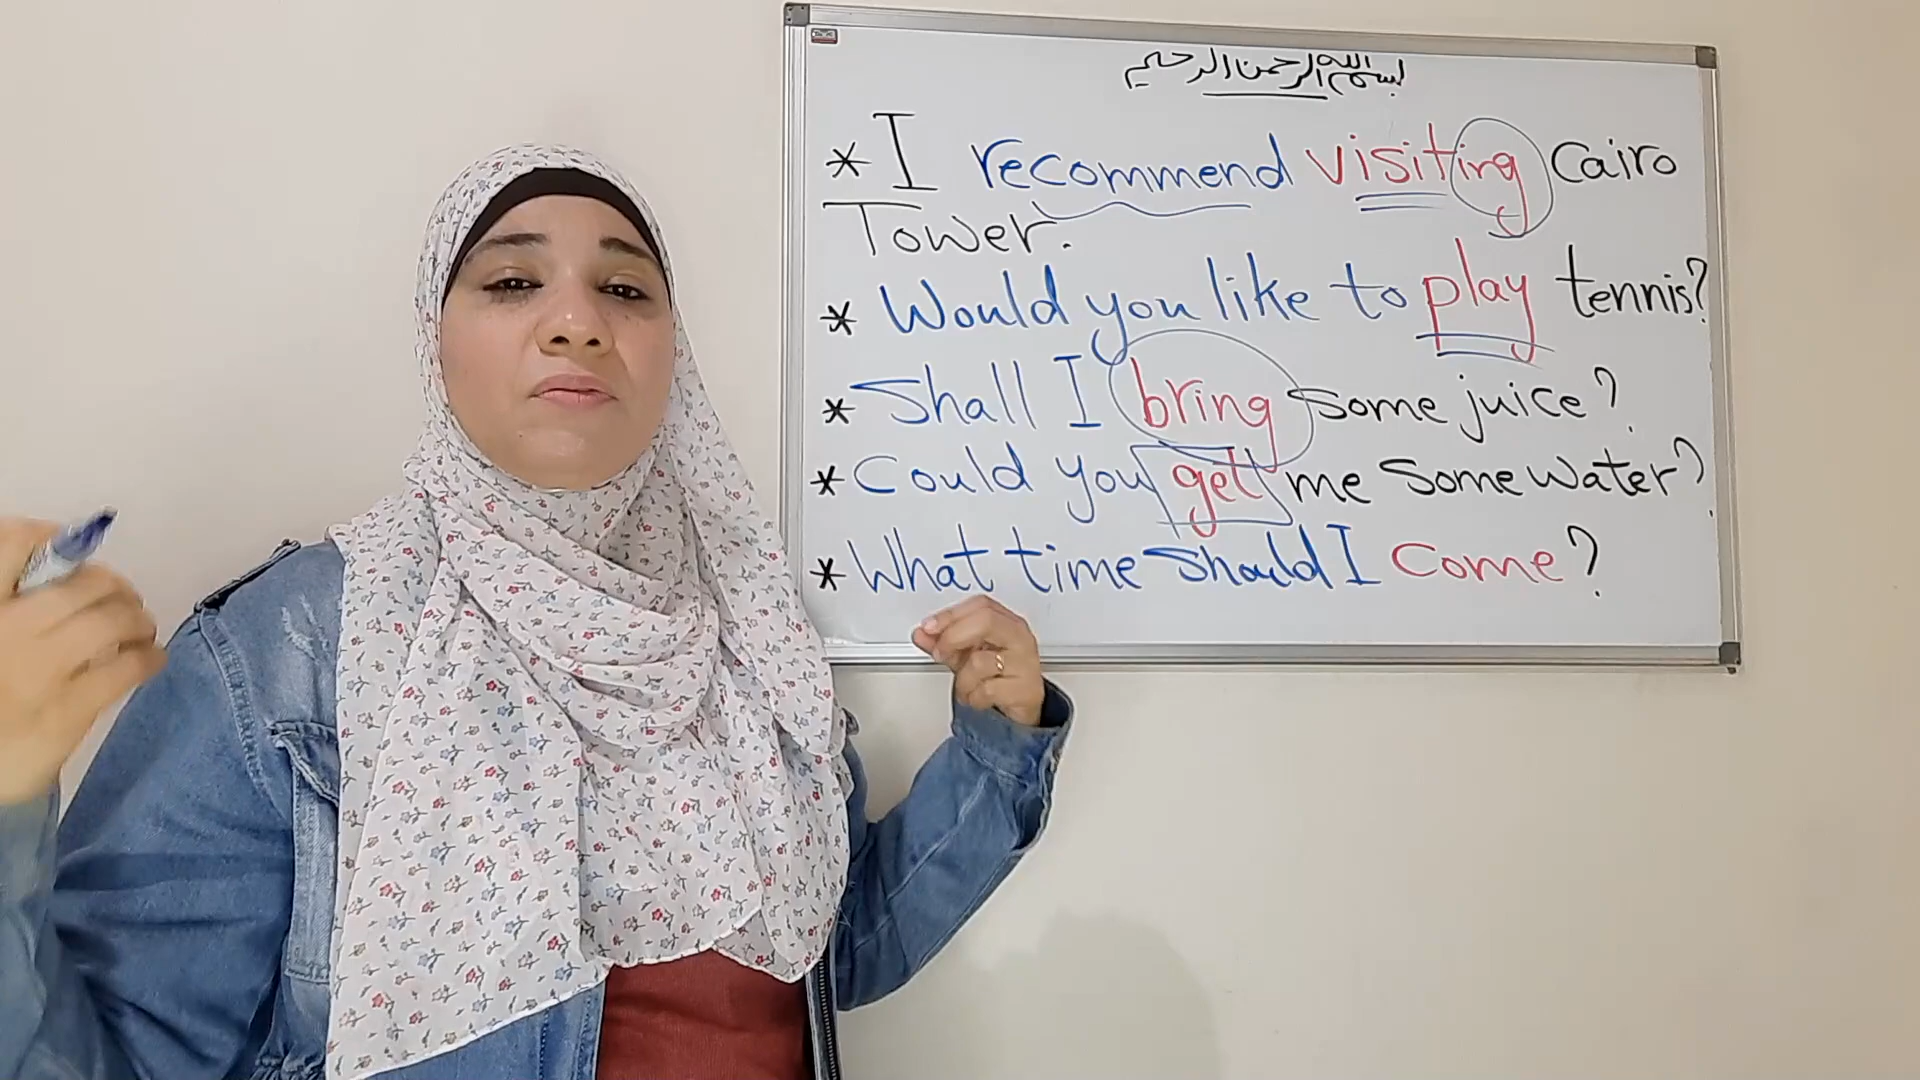 بسم الله الرحمن الرحيم
* I recommend visiting Cairo
Tower.
* Would you like to play tennis?
* Shall I bring some juice?
* Could you get me some water?
* What time should I come?